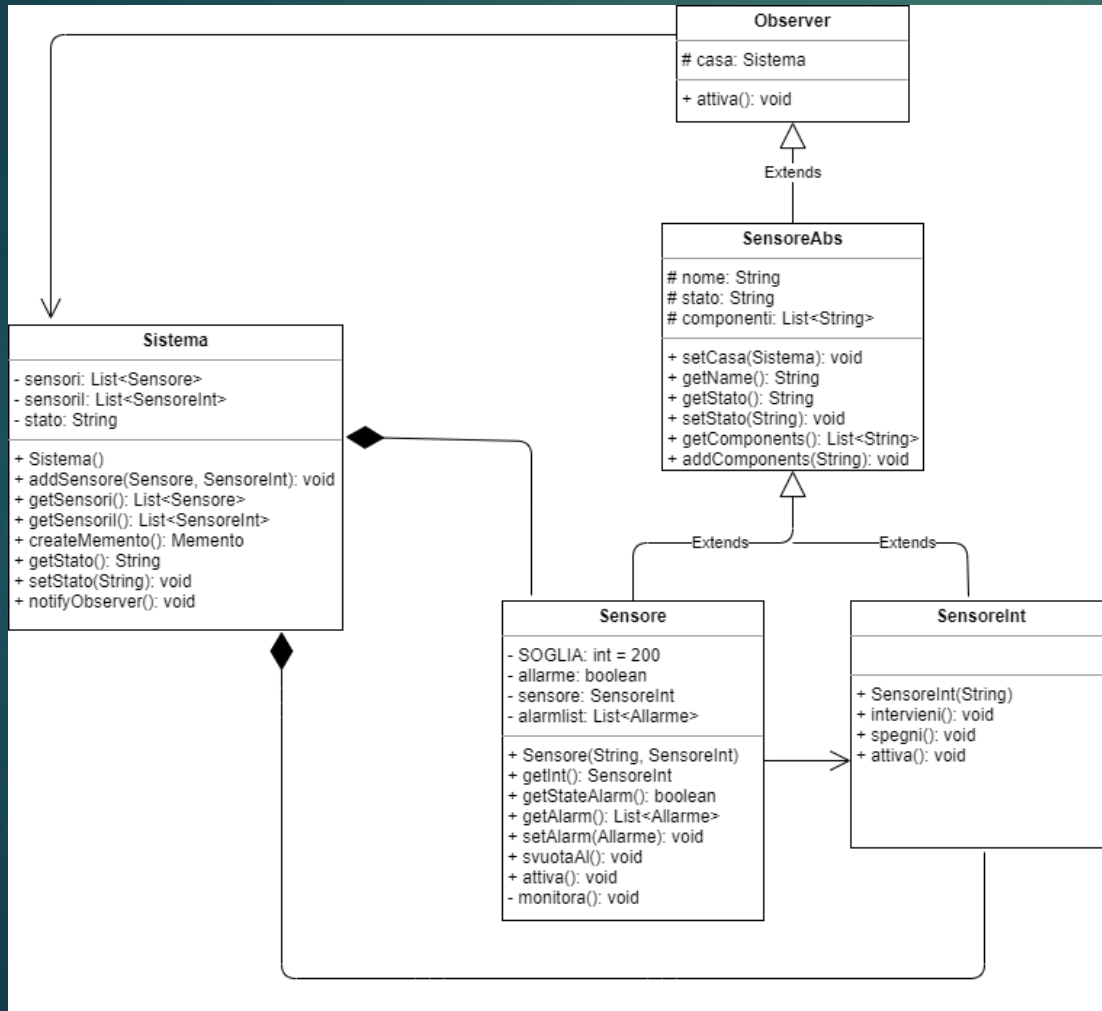 Observer
# casa: Sistema
+ attiva(): void
Extends
SensoreAbs
# nome: String
# stato: String
# componenti: List<String>
+ setCasa(Sistema): void
+ getName(): String
+ getStato(): String
+ setStato(String): void
+ getComponents(): List<String>
+ addComponents(String): void
Sistema
- sensori: List<Sensore>
- sensoriI: List<SensoreInt>
- stato: String
+ Sistema()
+ addSensore(Sensore, SensoreInt): void
+ getSensori(): List<Sensore>
+ getSensoriI(): List<SensoreInt>
+ createMemento(): Memento
+ getStato(): String
+ setStato(String): void
+ notifyObserver(): void
Extends
Extends
Sensore
- SOGLIA: int = 200
- allarme: boolean
- sensore: SensoreInt
- alarmlist: List<Allarme>
+ Sensore(String, SensoreInt)
+ getInt(): SensoreInt
+ getStateAlarm(): boolean
+ getAlarm(): List<Allarme>
+ setAlarm(Allarme): void
+ svuotaAl(): void
+ attiva(): void
- monitora(): void
SensoreInt
+ SensoreInt(String)
+ intervieni(): void
+ spegni(): void
+ attiva(): void